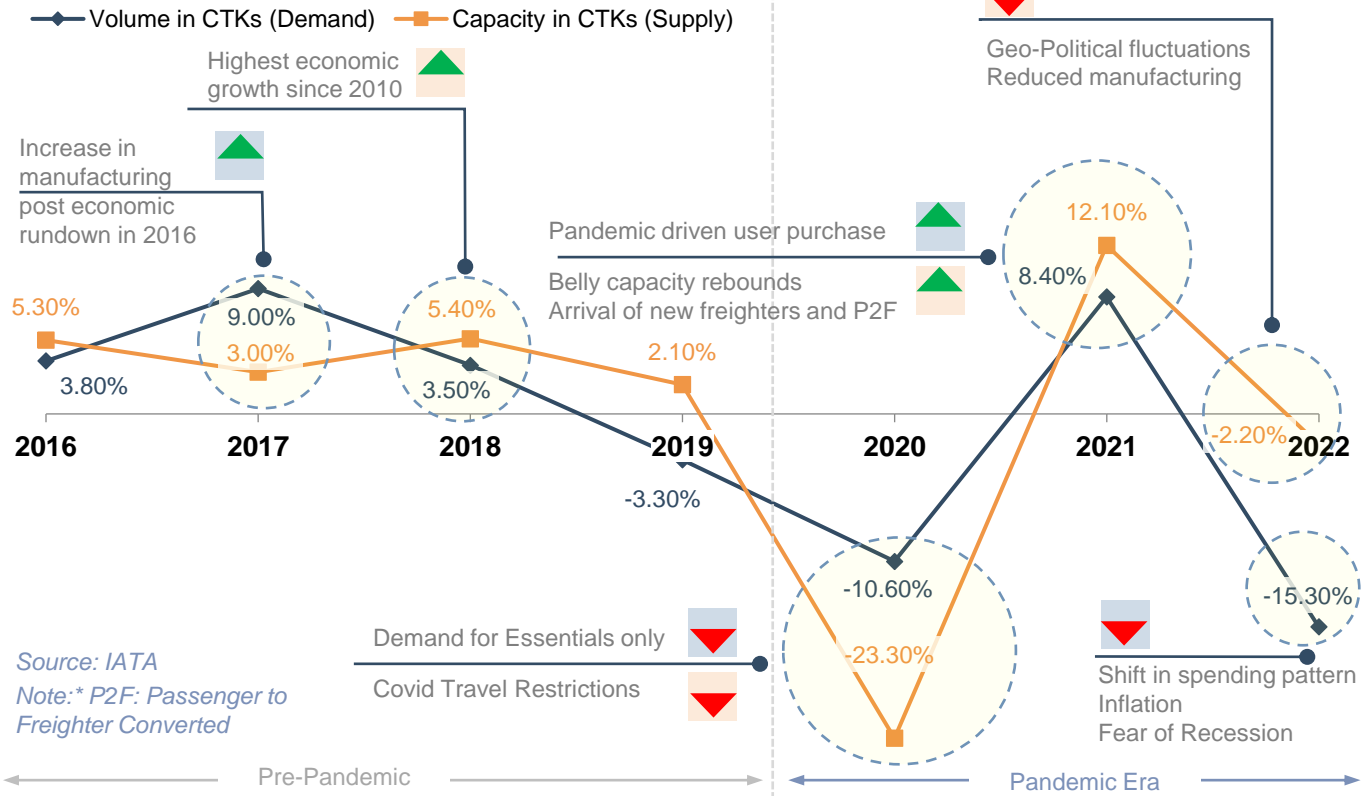 Volume in CTKs (Demand)
Capacity in CTKs (Supply)
Highest economic
growth since 2010
Geo-Political fluctuations
Reduced manufacturing
Increase in
manufacturing
post economic
rundown in 2016
Pandemic driven user purchase
Belly capacity rebounds
Arrival of new freighters and P2F
5.30%
3.80%
9.00%
3.00%
5.40%
3.50%
2.10%
-3.30%
-10.60%
-23.30%
12.10%
8.40%
-2.20%
-15.30%
2016
2017
2018
2019
2020
2021
2022
Demand for Essentials only
Covid Travel Restrictions
Shift in spending pattern
Inflation
Fear of Recession
Source: IATA
Note:* P2F: Passenger to
Freighter Converted
Pre-Pandemic
Pandemic Era